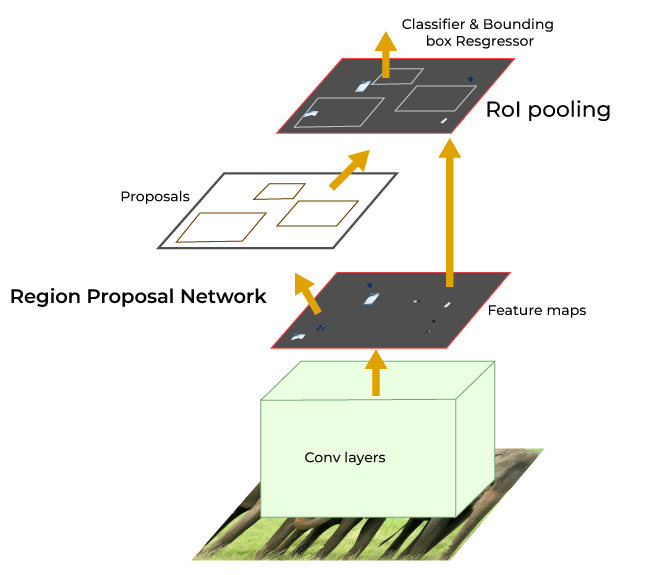 Classifier & Bounding
box Resgressor
RoI pooling
Proposals
Region Proposal Network
Feature maps
Conv layers